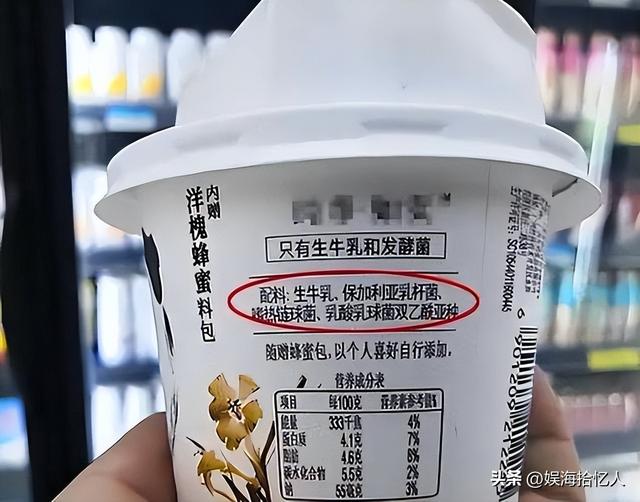 内赠
洋槐蜂蜜料包
只有生牛乳和发酵菌
配料: 生牛乳、保加利亚乳杆菌、
嗜热链球菌、乳酸乳球菌双乙酰亚种
随赠蜂蜜包,以个人喜好自行添加。
营养成分表
项目 每100克 营养素参考值%
能量 333千焦 4%
蛋白质 4.1克 7%
脂肪 4.6克 8%
碳水化合物 5.5克 2%
钠 55毫克 3%
头条 @娱海拾忆人